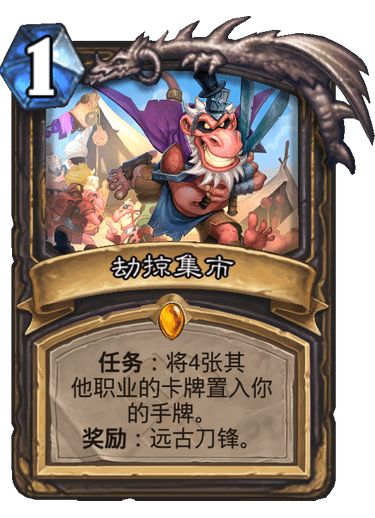 1
劫掠集市
任务：将4张其
他职业的卡牌置入你
的手牌。
奖励：远古刀锋。